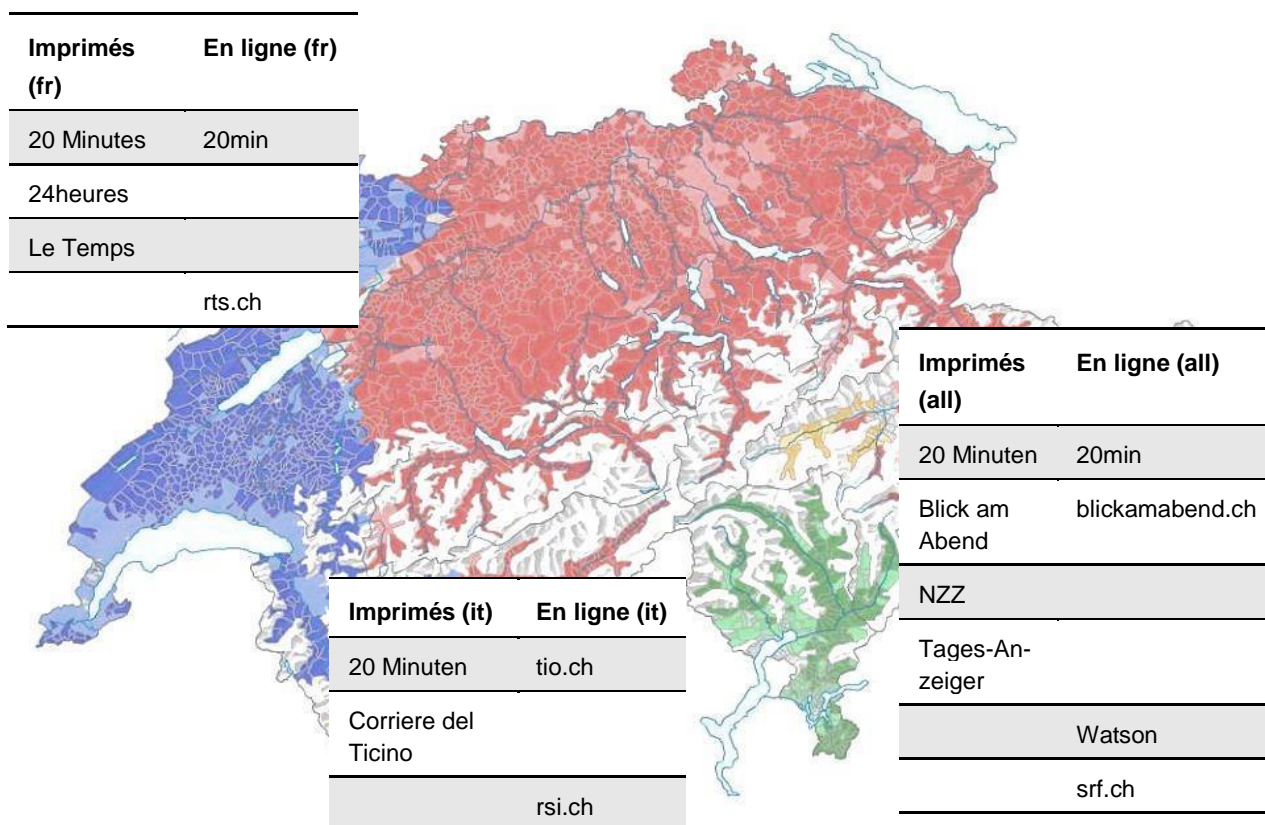 Imprimés En ligne (fr)
(fr)
20 Minutes 20min
24heures
Le Temps
rts.ch
Imprimés En ligne (all)
(all)
20 Minuten 20min
Blick am blickamabend.ch
Abend
NZZ
Tages-An-
zeiger
Watson
srf.ch
Imprimés (it) En ligne (it)
20 Minuten tio.ch
Corriere del
Ticino
rsi.ch